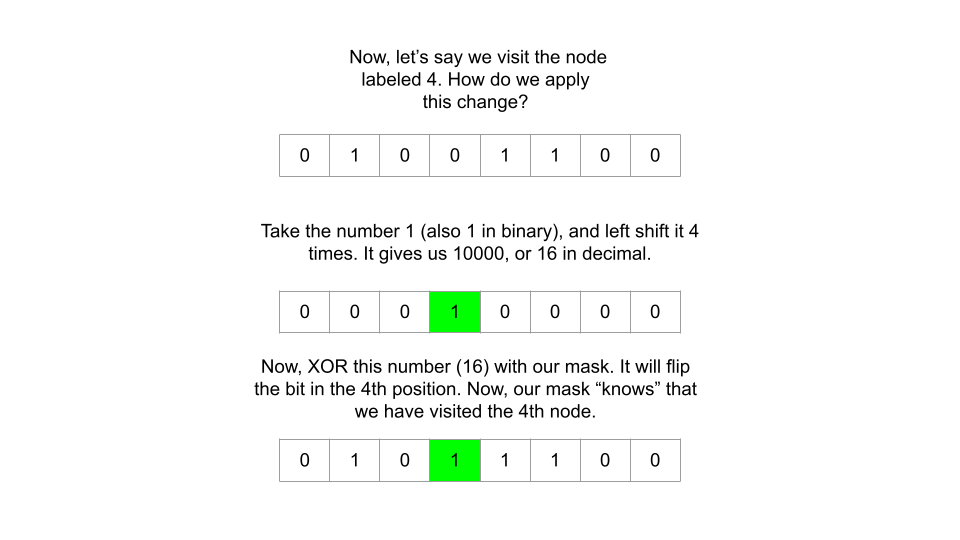 Now, let’s say we visit the node
labeled 4. How do we apply
this change?
0 1 0 0 1 1 0 0
Take the number 1 (also 1 in binary), and left shift it 4
times. It gives us 10000, or 16 in decimal.
0 0 0 1 0 0 0 0
Now, XOR this number (16) with our mask. It will flip
the bit in the 4th position. Now, our mask “knows” that
we have visited the 4th node.
0 1 0 1 1 1 0 0